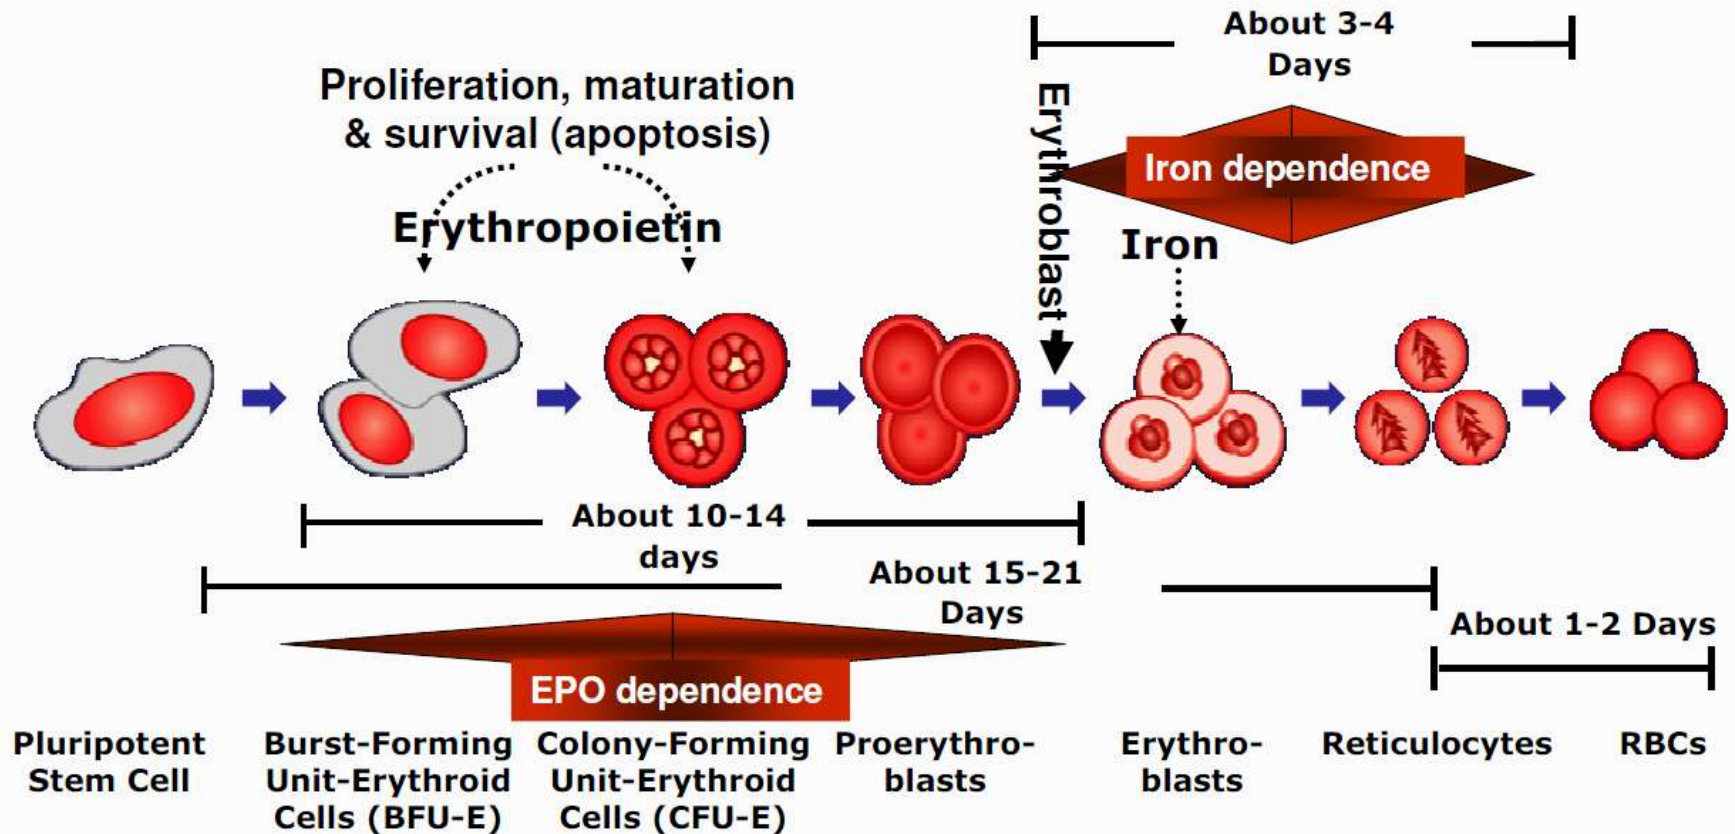 About 3-4
Days
Proliferation, maturation
& survival (apoptosis)
Erythropoietin
Erythroblast
Iron dependence
Iron
About 10-14
days
About 15-21
Days
About 1-2 Days
EPO dependence
Pluripotent
Stem Cell
Burst-Forming
Unit-Erythroid
Cells (BFU-E)
Colony-Forming
Unit-Erythroid
Cells (CFU-E)
Proerythro-
blasts
Erythro-
blasts
Reticulocytes
RBCs